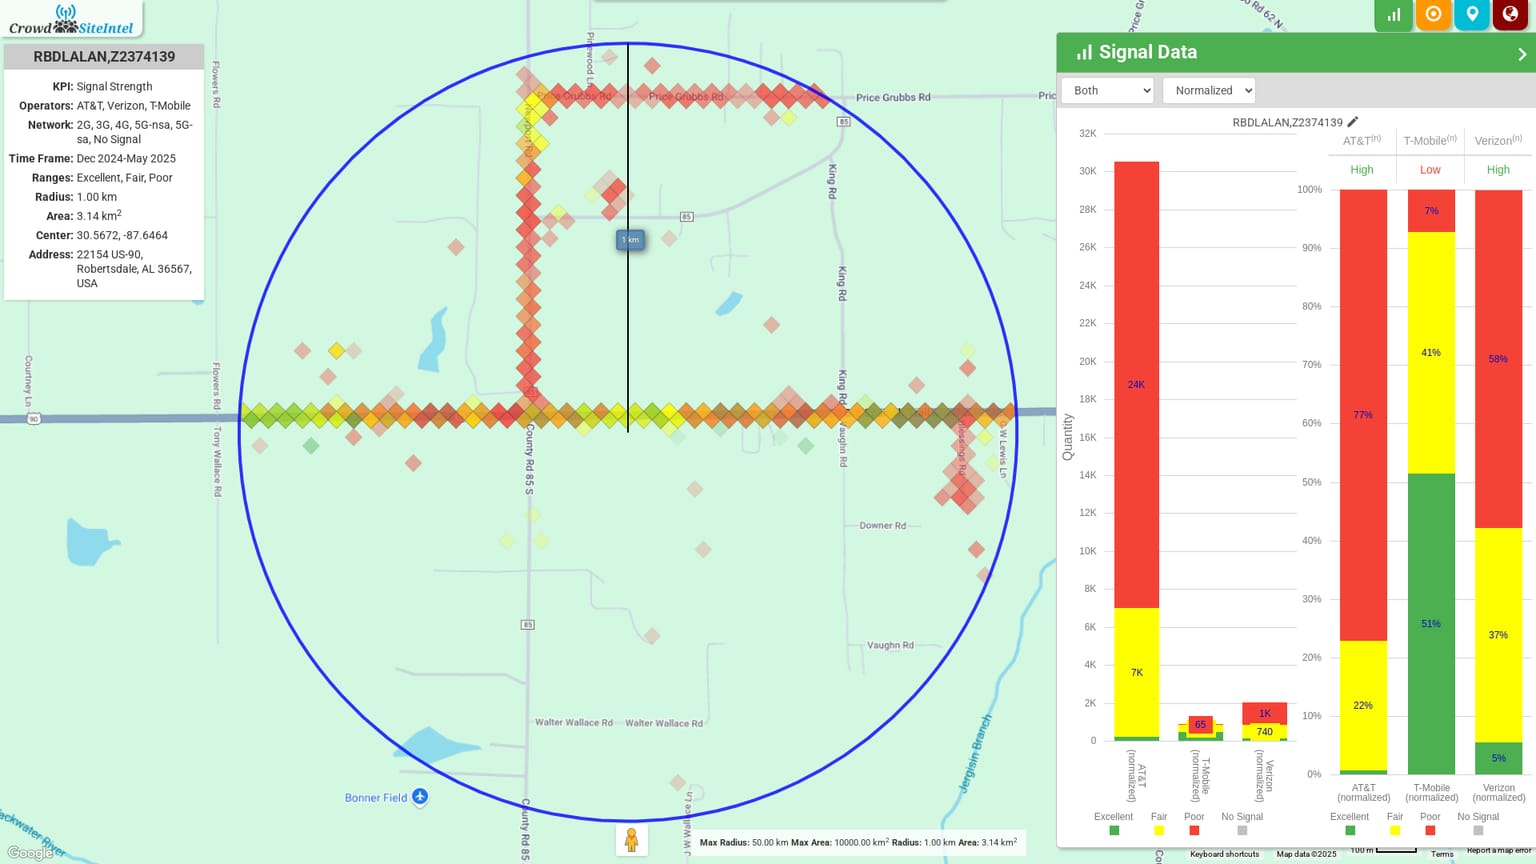 Crowd SiteIntel
RBDLALAN,Z2374139
KPI: Signal Strength
Operators: AT&T, Verizon, T-Mobile
Network: 2G, 3G, 4G, 5G-nsa, 5G-
sa, No Signal
Time Frame: Dec 2024-May 2025
Ranges: Excellent, Fair, Poor
Radius: 1.00 km
Area: 3.14 km2
Center: 30.5672, -87.6464
Address: 22154 US-90,
Robertsdale, AL 36567,
USA
Flowers Rd
Flowers Rd
Tony Wallace Rd
Courtney Ln
90
Pinewood Ln
Price Grubbs Rd
Price Grubbs Rd
Price Grubbs Rd
85
85
1 km
King Rd
King Rd
King Rd
Vaughn Rd
Blessings Rd
W Lewis Ln
County Rd 85 S
Downer Rd
85
Vaughn Rd
Walter Wallace Rd
Walter Wallace Rd
Jergisin Branch
Bonner Field
County Rd 85
Google
Max Radius: 50.00 km Max Area: 10000.00 km2 Radius: 1.00 km Area: 3.14 km2
Signal Data
Both
Normalized
RBDLALAN,Z2374139
32K
30K
28K
26K
24K
22K
20K
18K
16K
14K
12K
10K
8K
6K
4K
2K
0
Quantity
24K
7K
65
1K
740
AT&T (normalized)
T-Mobile (normalized)
Verizon (normalized)
Excellent Fair Poor No Signal
AT&T(n) T-Mobile(n) Verizon(n)
High Low High
100%
90%
80%
70%
60%
50%
40%
30%
20%
10%
0%
77%
22%
7%
41%
51%
58%
37%
5%
AT&T (normalized)
T-Mobile (normalized)
Verizon (normalized)
Excellent Fair Poor No Signal
Keyboard shortcuts
Map data ©2025
100 m
Terms
Report a map error